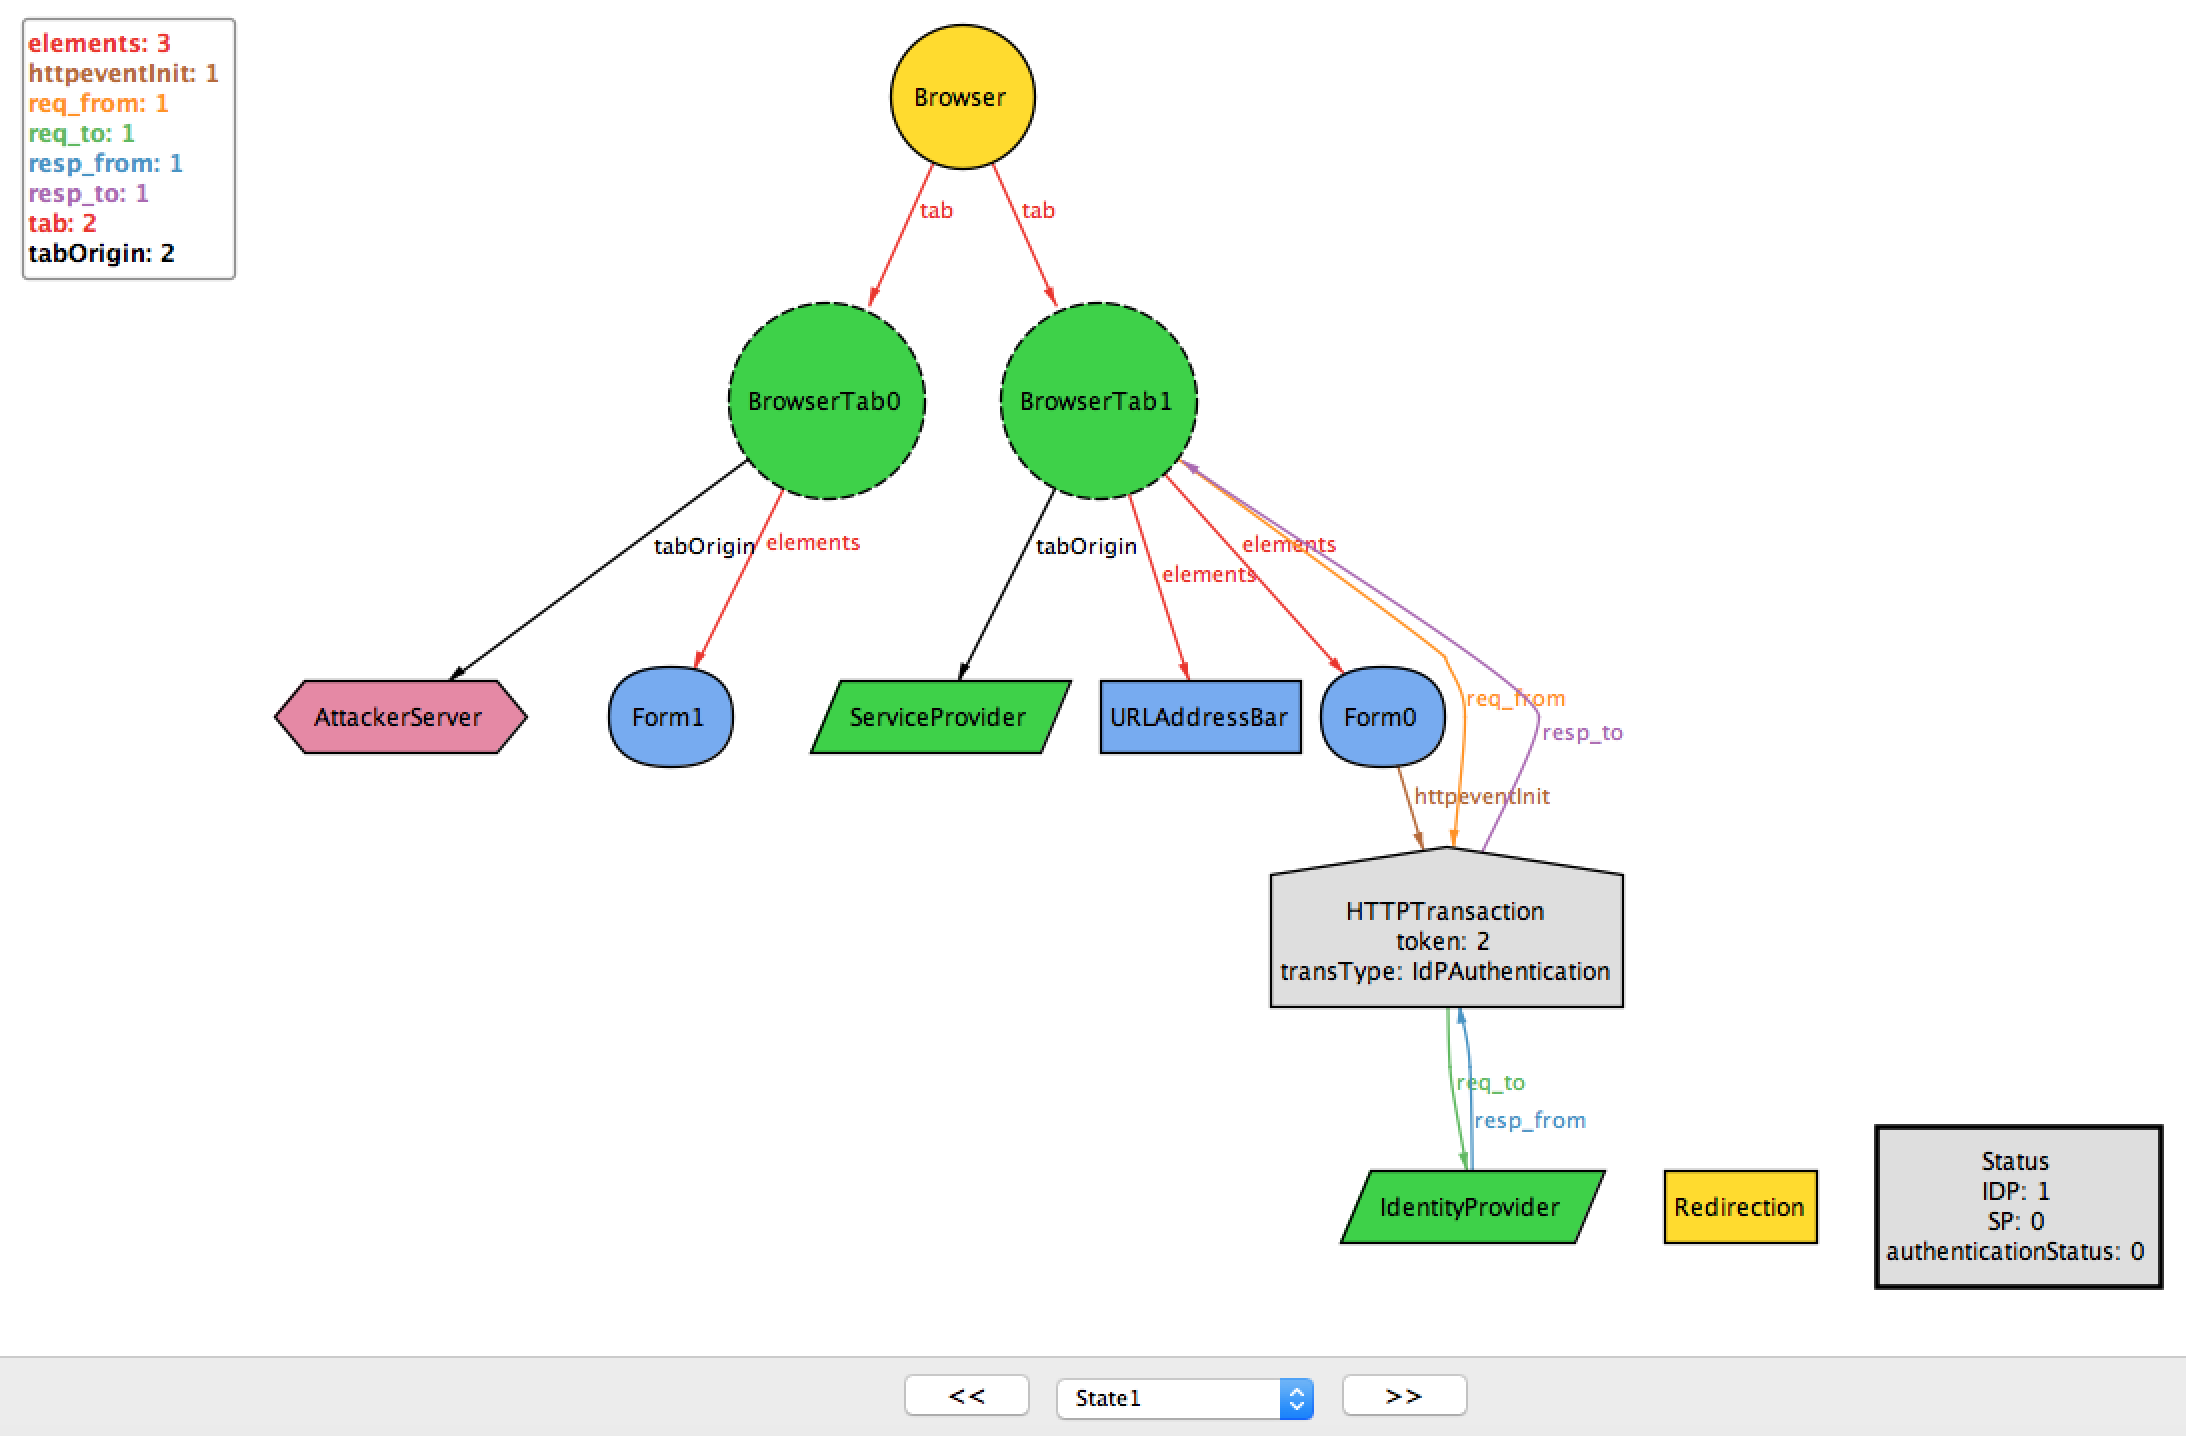 elements: 3
httpeventInit: 1
req_from: 1
req_to: 1
resp_from: 1
resp_to: 1
tab: 2
tabOrigin: 2
Browser
tab
tab
BrowserTab0
BrowserTab1
tabOrigin
elements
tabOrigin
elements
elements
AttackerServer
Form1
ServiceProvider
URLAddressBar
Form0
req_from
resp_to
httpeventInit
HTTPTransaction
token: 2
transType: IdPAuthentication
req_to
resp_from
IdentityProvider
Redirection
Status
IDP: 1
SP: 0
authenticationStatus: 0
<<
State1
>>